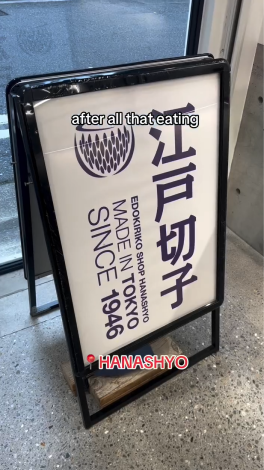 after all that eating
江戸切子
EDOKIRIKO SHOP HANASHYO
MADE IN TOKYO
SINCE 1946
HANASHYO